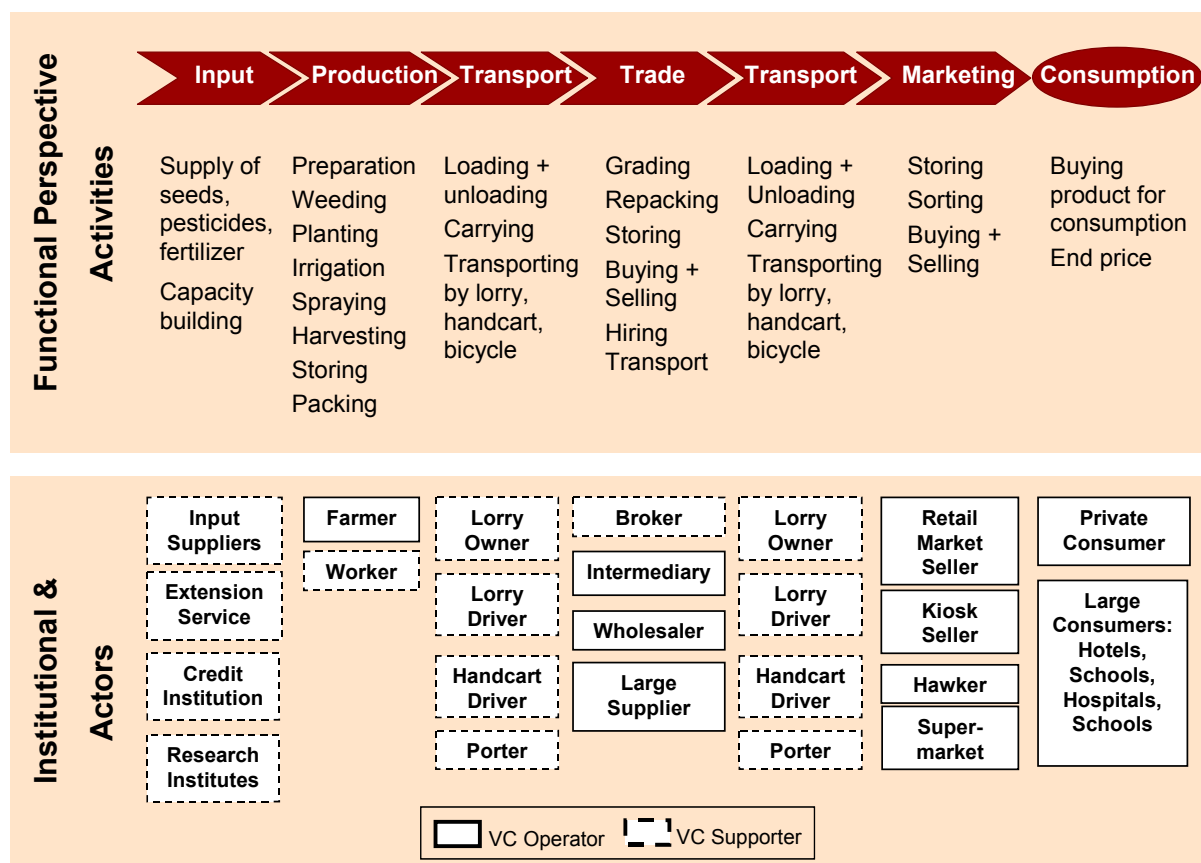 Functional Perspective
Activities
Input
Production
Transport
Trade
Transport
Marketing
Consumption
Supply of
seeds,
pesticides,
fertilizer
Capacity
building
Preparation
Weeding
Planting
Irrigation
Spraying
Harvesting
Storing
Packing
Loading +
unloading
Carrying
Transporting
by lorry,
handcart,
bicycle
Grading
Repacking
Storing
Buying +
Selling
Hiring
Transport
Loading +
Unloading
Carrying
Transporting
by lorry,
handcart,
bicycle
Storing
Sorting
Buying +
Selling
Buying
product for
consumption
End price
Institutional &
Actors
Input
Suppliers
Extension
Service
Credit
Institution
Research
Institutes
Farmer
Worker
Lorry
Owner
Lorry
Driver
Handcart
Driver
Porter
Broker
Intermediary
Wholesaler
Large
Supplier
Lorry
Owner
Lorry
Driver
Handcart
Driver
Porter
Retail
Market
Seller
Kiosk
Seller
Hawker
Super-
market
Private
Consumer
Large
Consumers:
Hotels,
Schools,
Hospitals,
Schools
VC Operator
VC Supporter